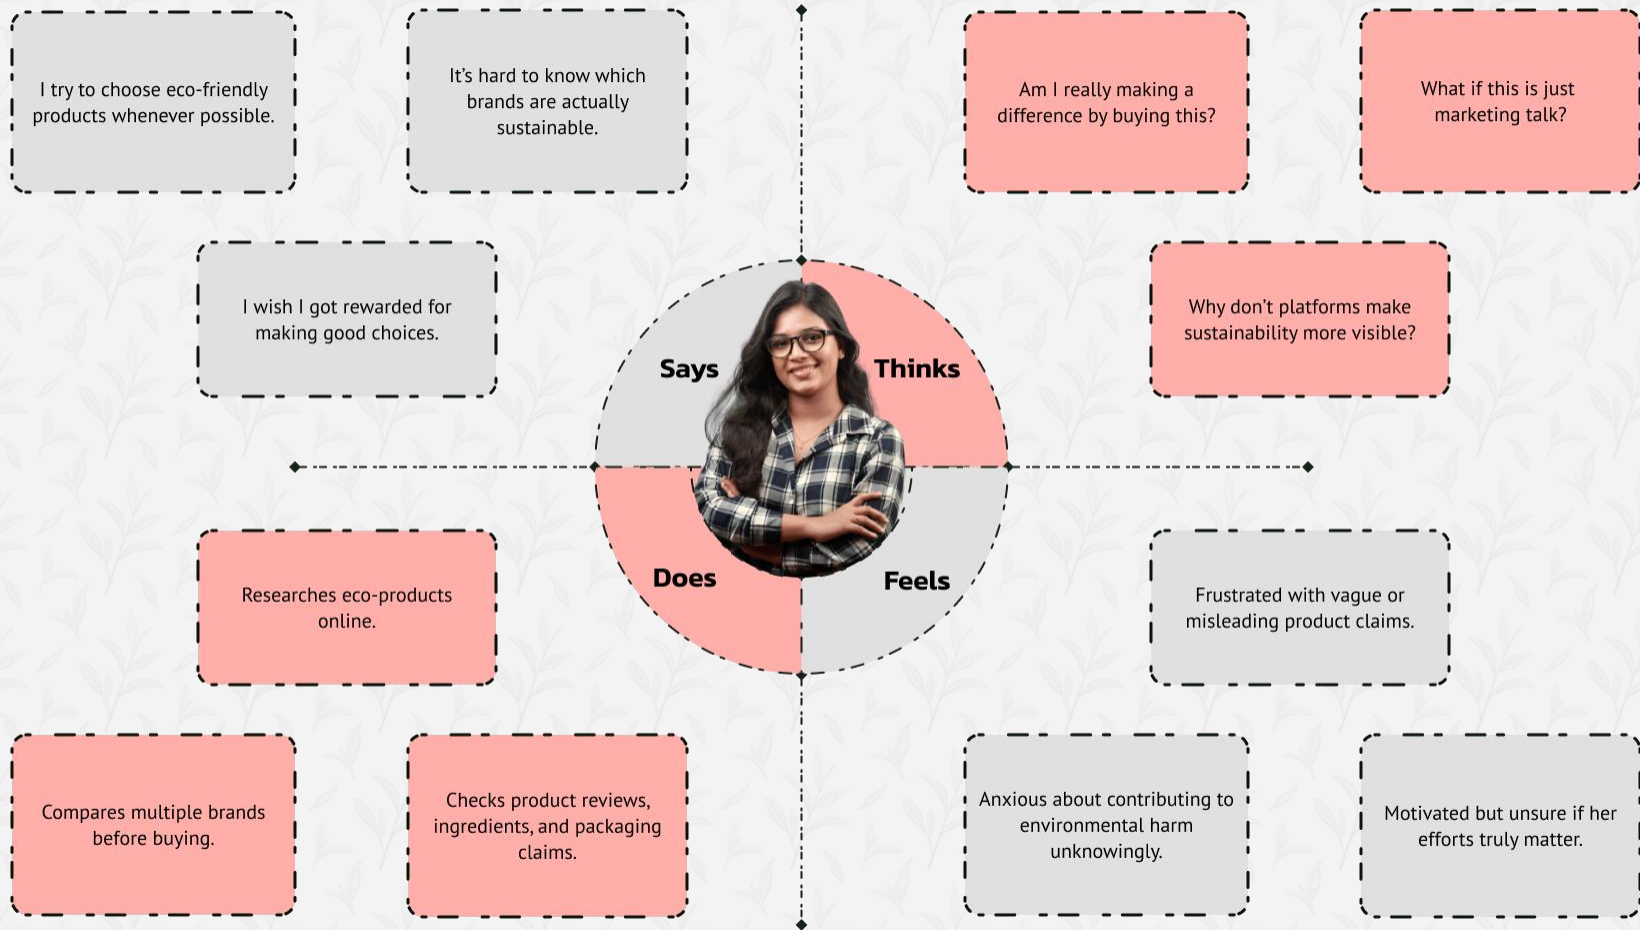 I try to choose eco-friendly
products whenever possible.
It's hard to know which
brands are actually
sustainable.
I wish I got rewarded for
making good choices.
Says
Am I really making a
difference by buying this?
What if this is just
marketing talk?
Why don't platforms make
sustainability more visible?
Thinks
Researches eco-products
online.
Does
Compares multiple brands
before buying.
Checks product reviews,
ingredients, and packaging
claims.
Feels
Frustrated with vague or
misleading product claims.
Anxious about contributing to
environmental harm
unknowingly.
Motivated but unsure if her
efforts truly matter.